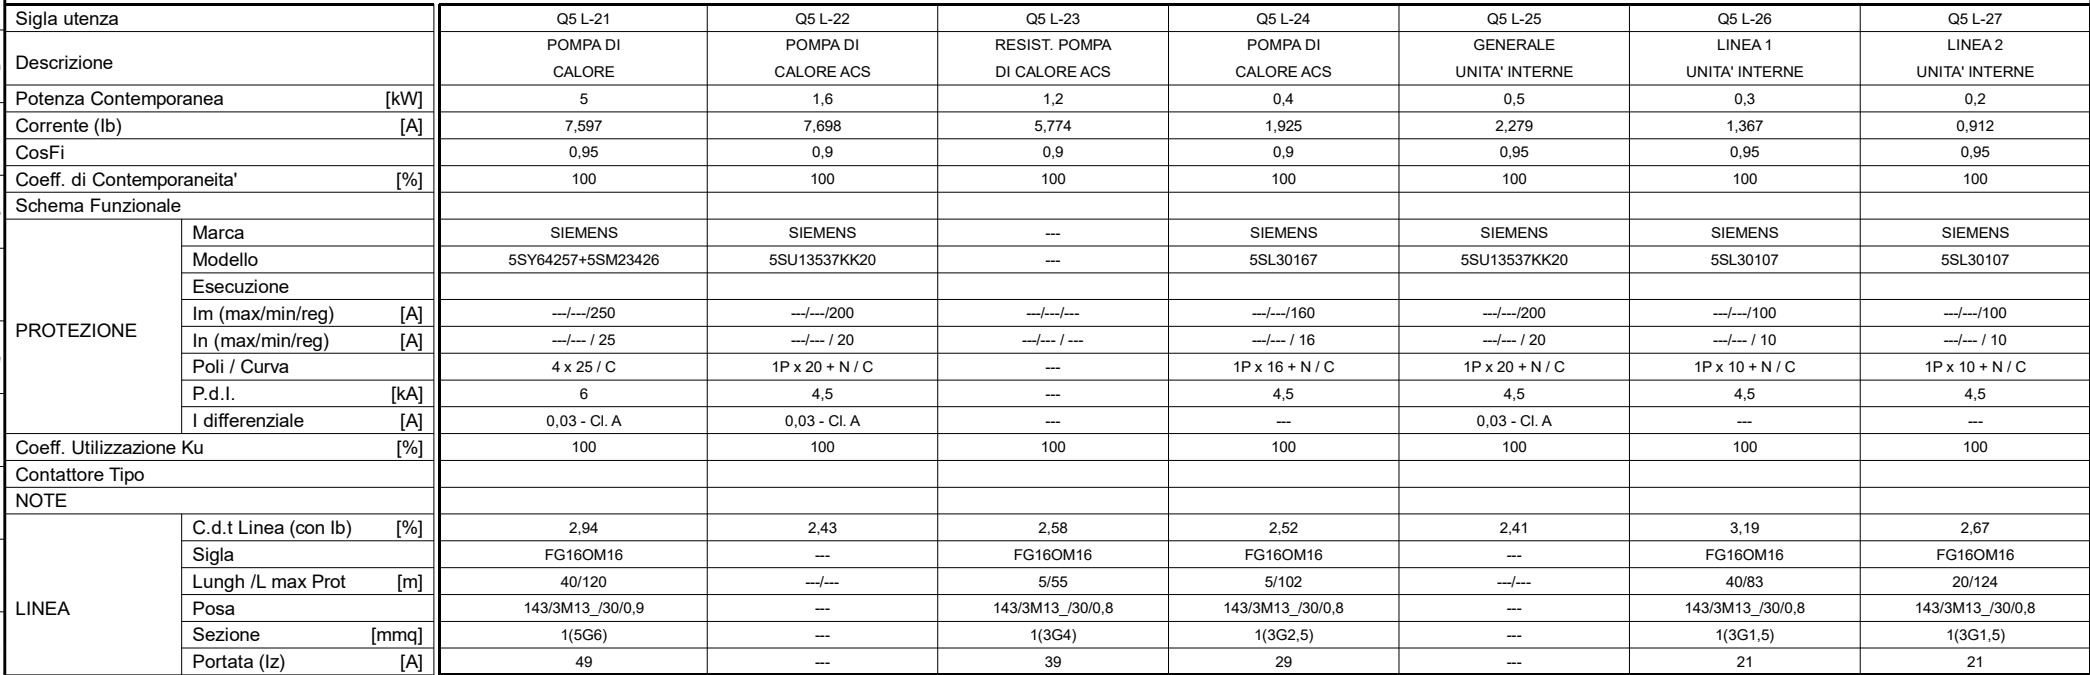 Sigla utenza Q5 L-21 Q5 L-22 Q5 L-23 Q5 L-24 Q5 L-25 Q5 L-26 Q5 L-27
Descrizione POMPA DI CALORE POMPA DI CALORE ACS RESIST. POMPA DI CALORE ACS POMPA DI CALORE ACS GENERALE UNITA' INTERNE LINEA 1 UNITA' INTERNE LINEA 2 UNITA' INTERNE
Potenza Contemporanea [kW] 5 1,6 1,2 0,4 0,5 0,3 0,2
Corrente (Ib) [A] 7,597 7,698 5,774 1,925 2,279 1,367 0,912
CosFi 0,95 0,9 0,9 0,9 0,95 0,95 0,95
Coeff. di Contemporaneita' [%] 100 100 100 100 100 100 100
Schema Funzionale
PROTEZIONE
Marca SIEMENS SIEMENS --- SIEMENS SIEMENS SIEMENS SIEMENS
Modello 5SY64257+5SM23426 5SU13537KK20 --- 5SL30167 5SU13537KK20 5SL30107 5SL30107
Esecuzione
Im (max/min/reg) [A] ---/---/250 ---/---/200 ---/---/--- ---/---/160 ---/---/200 ---/---/100 ---/---/100
In (max/min/reg) [A] ---/--- / 25 ---/--- / 20 ---/--- / --- ---/--- / 16 ---/--- / 20 ---/--- / 10 ---/--- / 10
Poli / Curva 4 x 25 / C 1P x 20 + N / C --- 1P x 16 + N / C 1P x 20 + N / C 1P x 10 + N / C 1P x 10 + N / C
P.d.I. [kA] 6 4,5 --- 4,5 4,5 4,5 4,5
I differenziale [A] 0,03 - Cl. A 0,03 - Cl. A --- --- 0,03 - Cl. A --- ---
Coeff. Utilizzazione Ku [%] 100 100 100 100 100 100 100
Contattore Tipo
NOTE
LINEA
C.d.t Linea (con Ib) [%] 2,94 2,43 2,58 2,52 2,41 3,19 2,67
Sigla FG16OM16 --- FG16OM16 FG16OM16 --- FG16OM16 FG16OM16
Lungh /L max Prot [m] 40/120 ---/--- 5/55 5/102 ---/--- 40/83 20/124
Posa 143/3M13_/30/0,9 --- 143/3M13_/30/0,8 143/3M13_/30/0,8 --- 143/3M13_/30/0,8 143/3M13_/30/0,8
Sezione [mmq] 1(5G6) --- 1(3G4) 1(3G2,5) --- 1(3G1,5) 1(3G1,5)
Portata (Iz) [A] 49 --- 39 29 --- 21 21